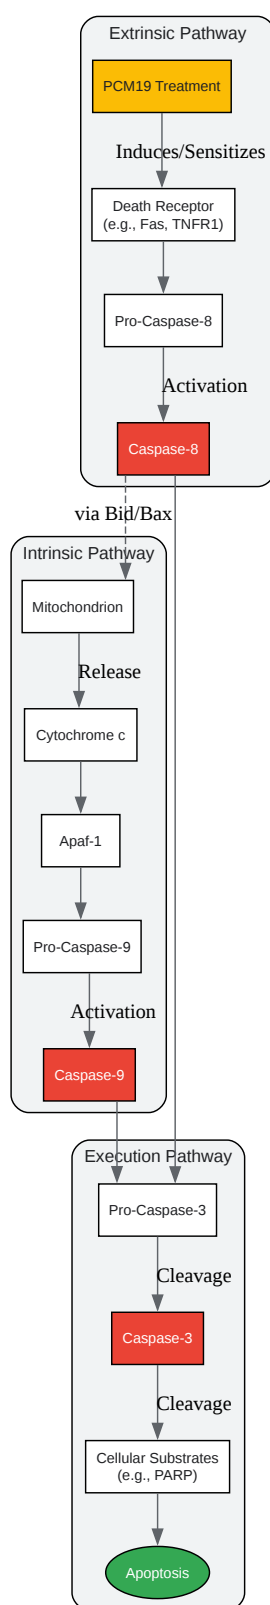 Extrinsic Pathway
PCM19 Treatment
Induces/Sensitizes
Death Receptor
(e.g., Fas, TNFR1)
Pro-Caspase-8
Activation
Caspase-8
via Bid/Bax
Intrinsic Pathway
Mitochondrion
Release
Cytochrome c
Apaf-1
Pro-Caspase-9
Activation
Caspase-9
Execution Pathway
Pro-Caspase-3
Cleavage
Caspase-3
Cleavage
Cellular Substrates
(e.g., PARP)
Apoptosis